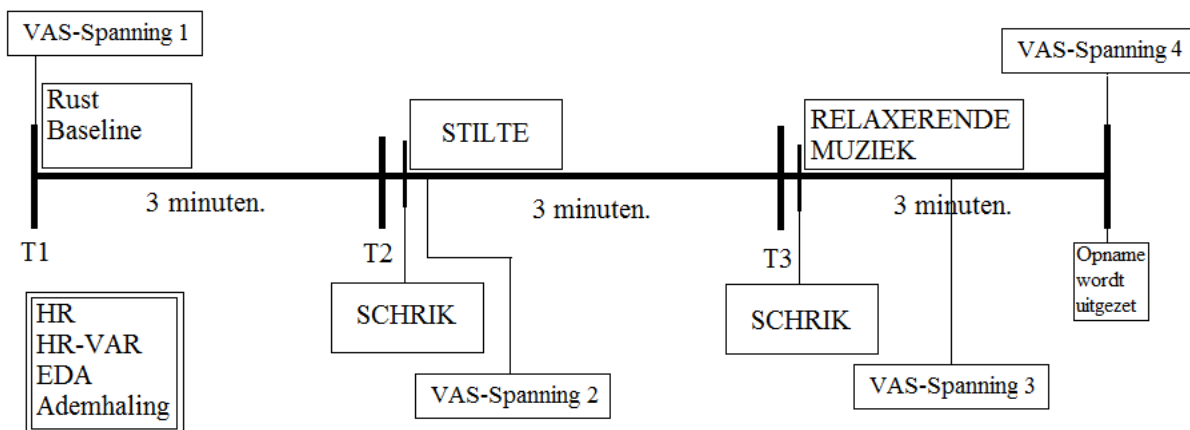 VAS-Spanning 1
VAS-Spanning 4
Rust
Baseline
STILTE
RELAXERENDE
MUZIEK
3 minuten.
3 minuten.
3 minuten.
T1
T2
T3
Opname
wordt
uitgezet
HR
HR-VAR
EDA
Ademhaling
SCHRIK
SCHRIK
VAS-Spanning 2
VAS-Spanning 3